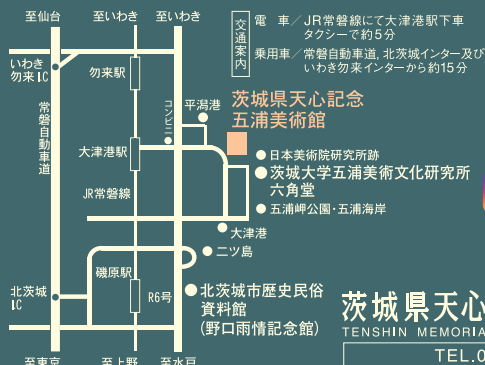 至仙台
至いわき
至いわき
いわき
勿来IC
勿来駅
常磐自動車道
コンビニ
平潟港
大津港駅
JR常磐線
大津港
二ツ島
磯原駅
北茨城
IC
R6号
至東京
至上野
至水戸
交通案内
電　車／JR常磐線にて大津港駅下車
タクシーで約5分
乗用車／常磐自動車道,北茨城インター及び
いわき勿来インターから約15分
茨城県天心記念
五浦美術館
●日本美術院研究所跡
●茨城大学五浦美術文化研究所
六角堂
●五浦岬公園・五浦海岸
●北茨城市歴史民俗
資料館
(野口雨情記念館)
茨城県天心
TENSHIN MEMORIA
TEL.0